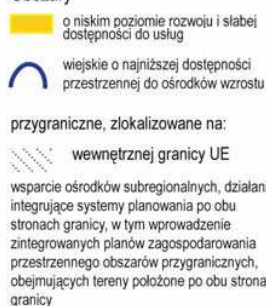 o niskim poziomie rozwoju i słabej
dostępności do usług
wiejskie o najniższej dostępności
przestrzennej do ośrodków wzrostu
przygraniczne, zlokalizowane na:
wewnętrznej granicy UE
wsparcie ośrodków subregionalnych, działani
integrujące systemy planowania po obu
stronach granicy, w tym wprowadzenie
zintegrowanych planów zagospodarowania
przestrzennego obszarów przygranicznych,
obejmujących tereny położone po obu strona
granicy